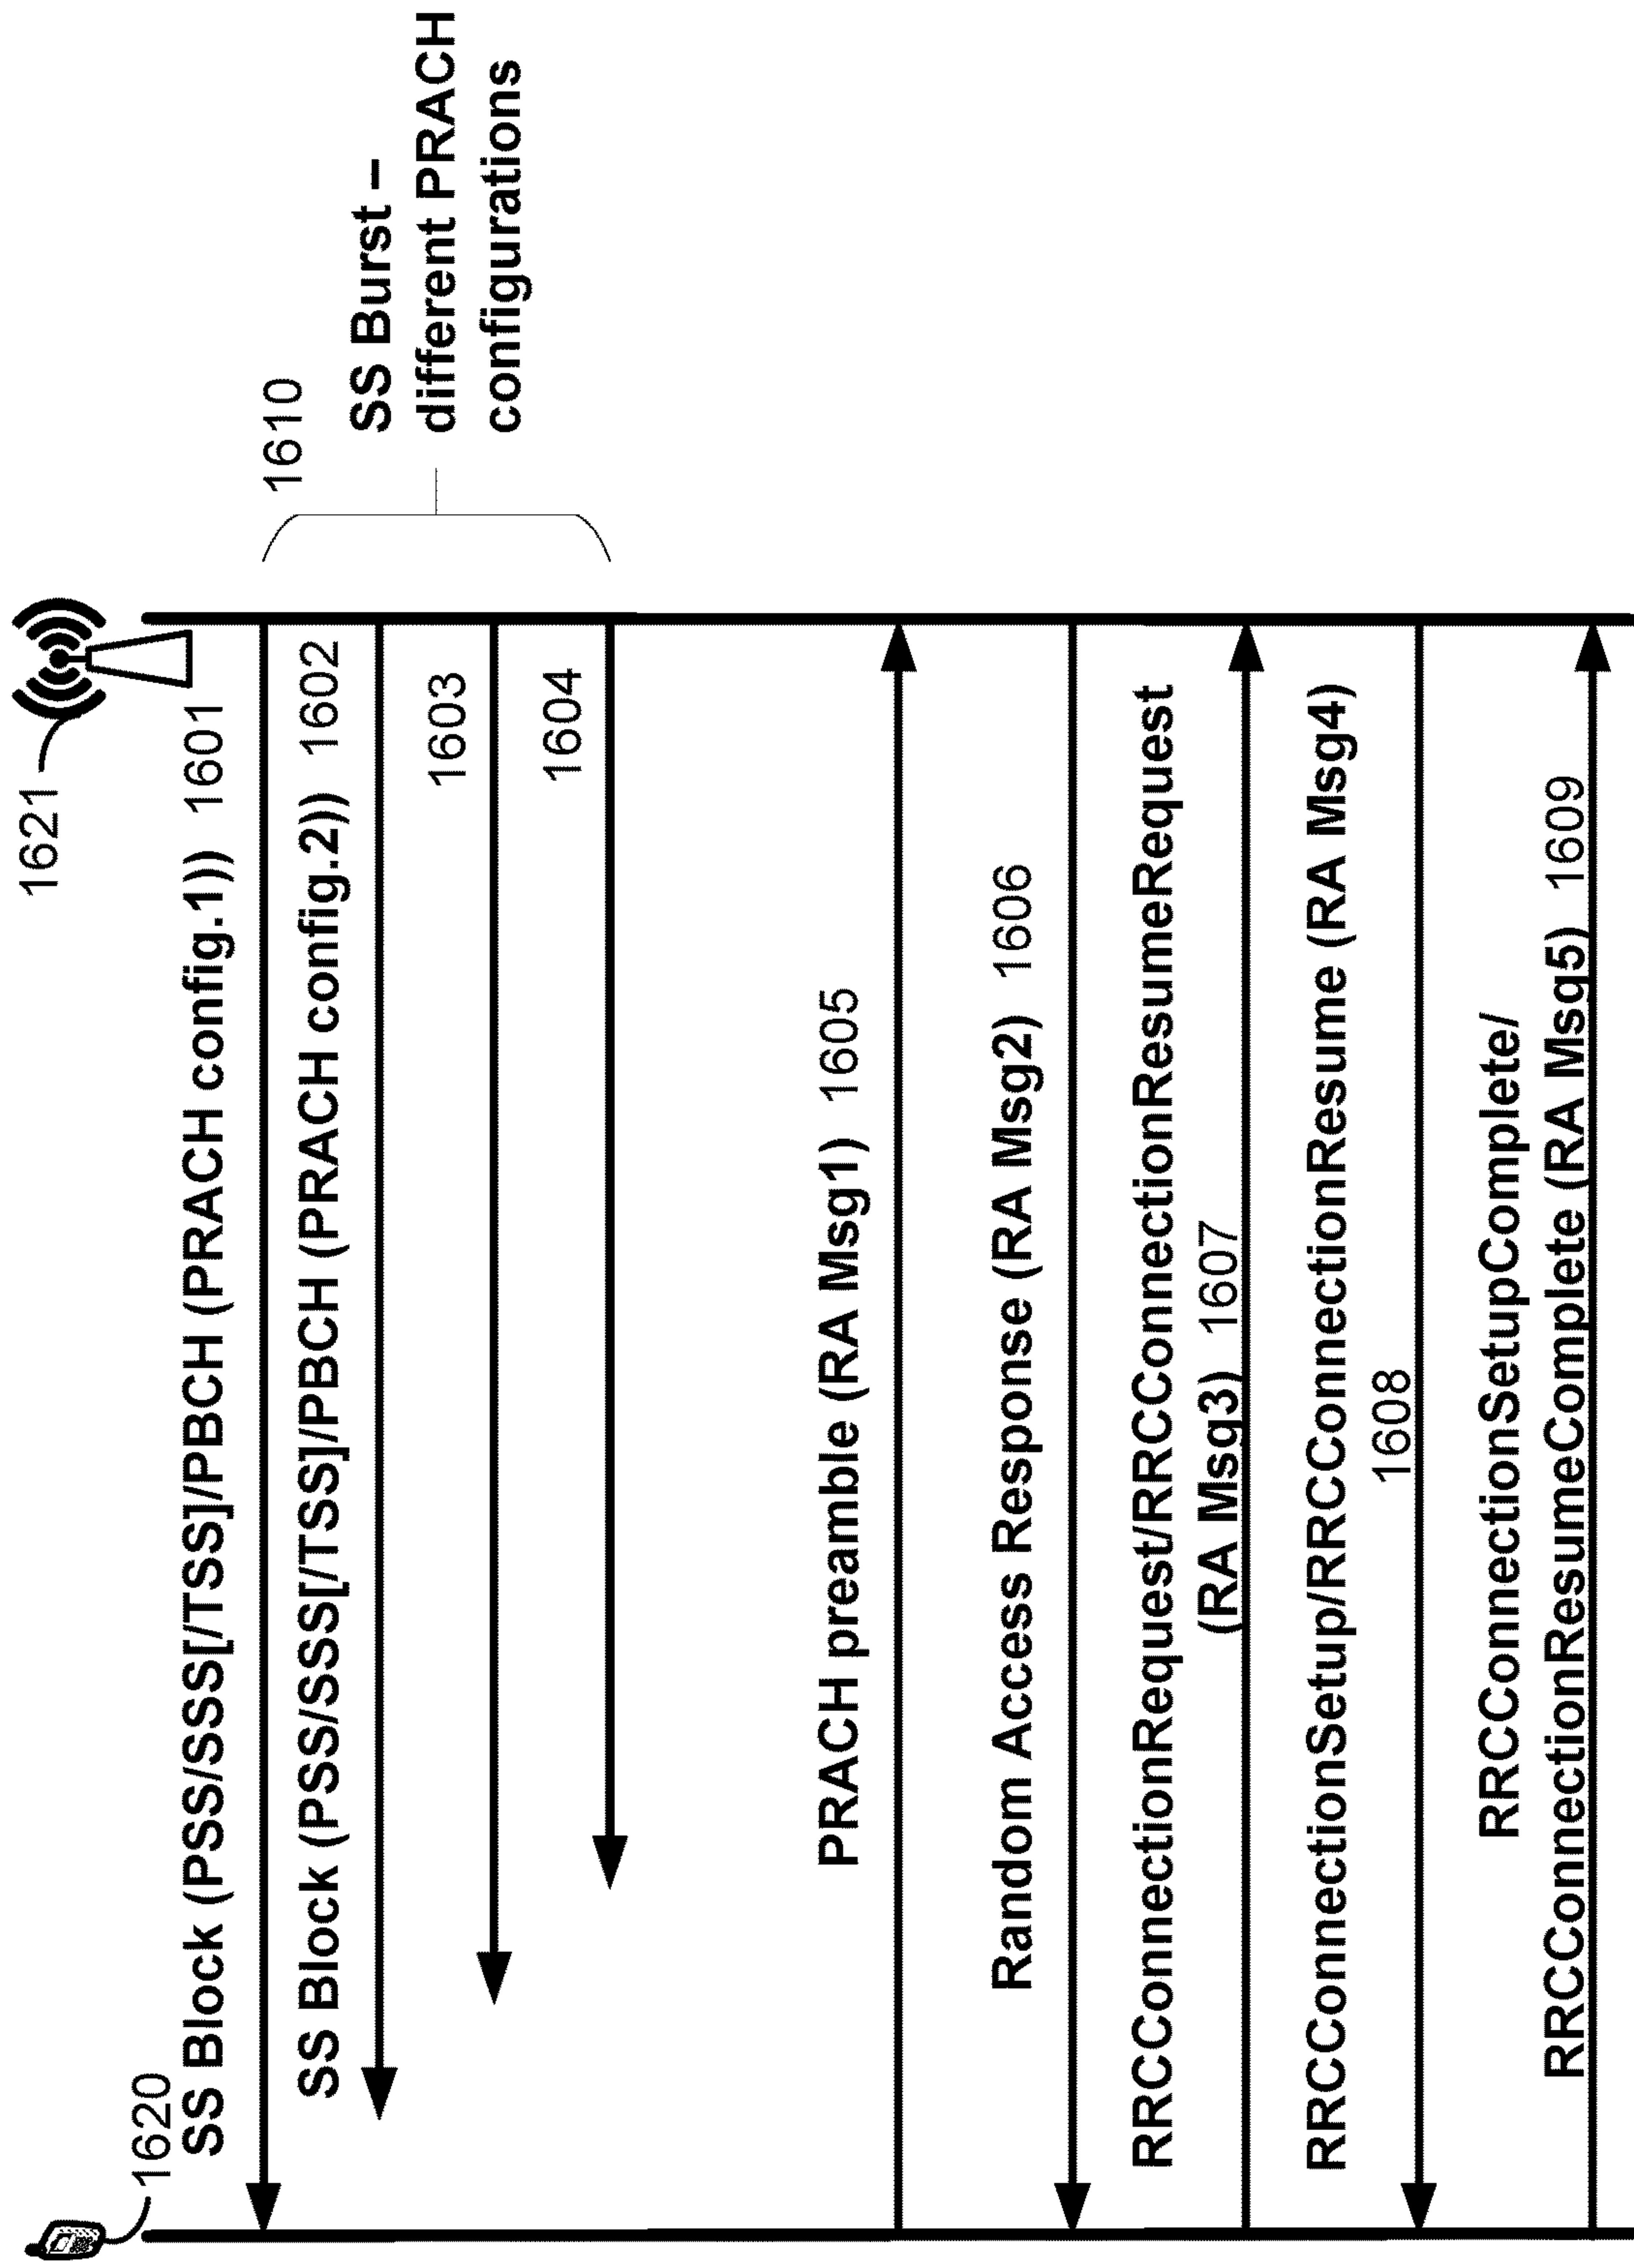 1620
1621
SS Block (PSS/SSS[/TSS]/PBCH (PRACH config.1)) 1601
SS Block (PSS/SSS[/TSS]/PBCH (PRACH config.2)) 1602
1603
1604
1610
SS Burst –
different PRACH
configurations
PRACH preamble (RA Msg1) 1605
Random Access Response (RA Msg2) 1606
RRCConnectionRequest/RRCConnectionResumeRequest
(RA Msg3) 1607
RRCConnectionSetup/RRCConnectionResume (RA Msg4)
1608
RRCConnectionSetupComplete/
RRCConnectionResumeComplete (RA Msg5) 1609